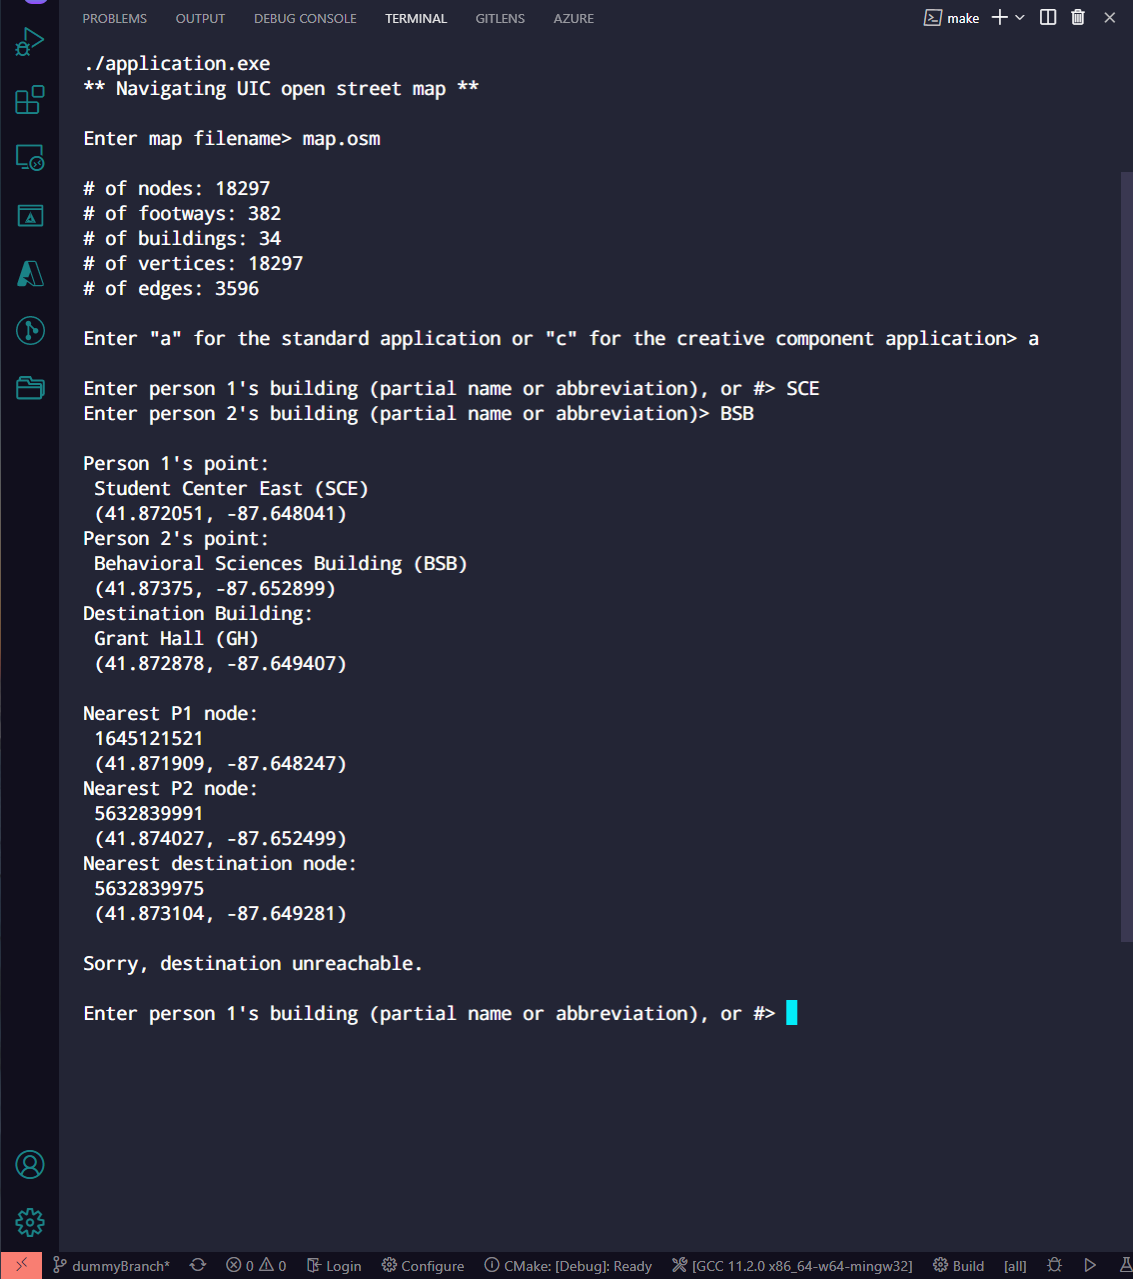 PROBLEMS OUTPUT DEBUG CONSOLE TERMINAL GITLENS AZURE make
./application.exe
** Navigating UIC open street map **
Enter map filename> map.osm
# of nodes: 18297
# of footways: 382
# of buildings: 34
# of vertices: 18297
# of edges: 3596
Enter "a" for the standard application or "c" for the creative component application> a
Enter person 1's building (partial name or abbreviation), or #> SCE
Enter person 2's building (partial name or abbreviation)> BSB
Person 1's point:
Student Center East (SCE)
(41.872051, -87.648041)
Person 2's point:
Behavioral Sciences Building (BSB)
(41.87375, -87.652899)
Destination Building:
Grant Hall (GH)
(41.872878, -87.649407)
Nearest P1 node:
1645121521
(41.871909, -87.648247)
Nearest P2 node:
5632839991
(41.874027, -87.652499)
Nearest destination node:
5632839975
(41.873104, -87.649281)
Sorry, destination unreachable.
Enter person 1's building (partial name or abbreviation), or #>
dummyBranch* 0 0 Login Configure CMake: [Debug]: Ready [GCC 11.2.0 x86_64-w64-mingw32] Build [all]